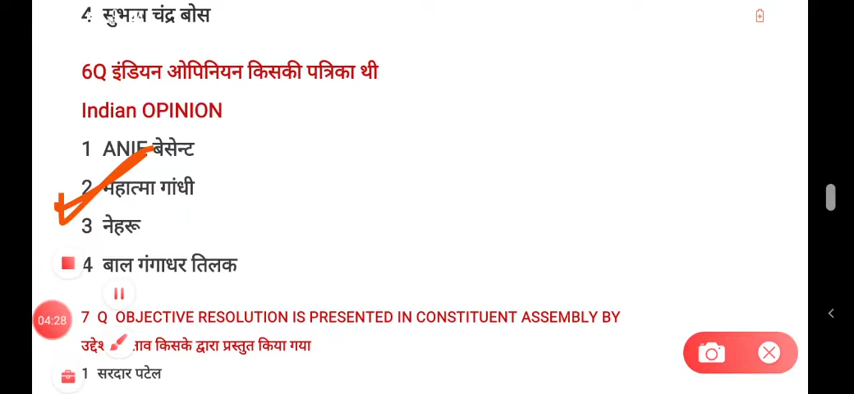 4 सुभाष चंद्र बोस
6Q इंडियन ओपिनियन किसकी पत्रिका थी
Indian OPINION
1 ANIE बेसेन्ट
2 महात्मा गांधी
3 नेहरू
4 बाल गंगाधर तिलक
04:28
7 Q OBJECTIVE RESOLUTION IS PRESENTED IN CONSTITUENT ASSEMBLY BY
किसके द्वारा प्रस्तुत किया गया
1 सरदार पटेल